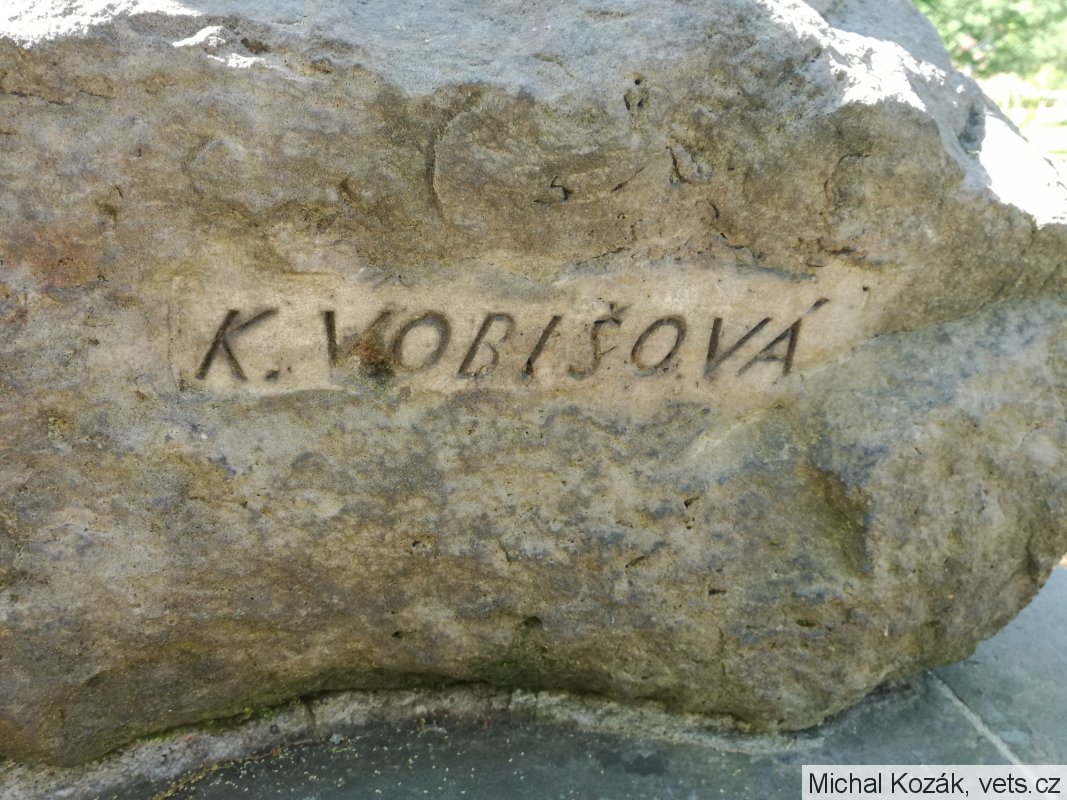 K. VOBIŠOVÁ
Michal Kozák, vets.cz